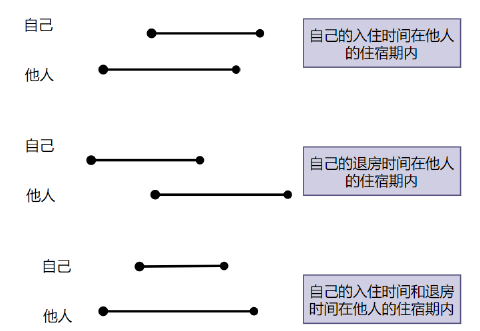 自己
自己的入住时间在他人
的住宿期内
他人
自己
自己的退房时间在他人
的住宿期内
他人
自己
自己的入住时间和退房
时间在他人的住宿期内
他人